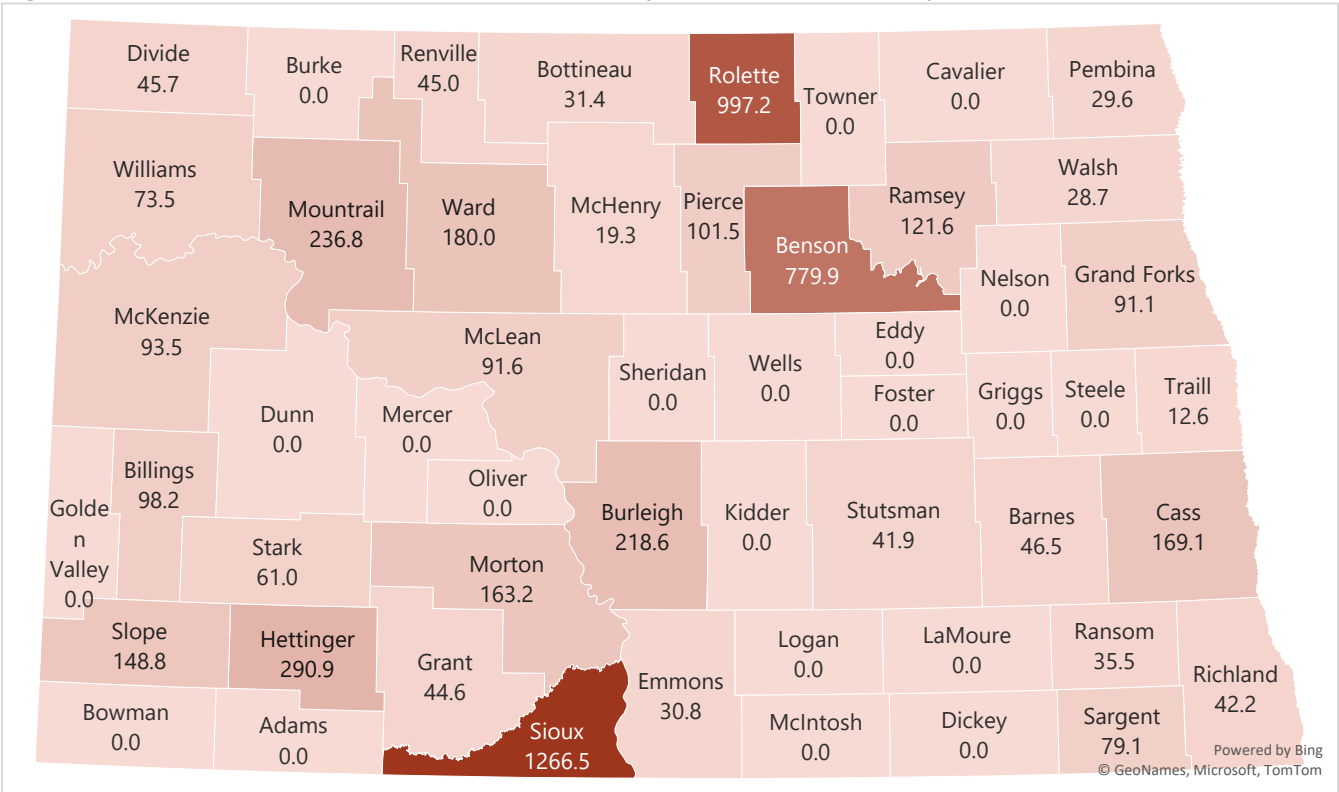 Divide
45.7
Burke
0.0
Renville
45.0
Bottineau
31.4
Rolette
997.2
Towner
0.0
Cavalier
0.0
Pembina
29.6
Williams
73.5
Mountrail
236.8
Ward
180.0
McHenry
19.3
Pierce
101.5
Benson
779.9
Ramsey
121.6
Walsh
28.7
Nelson
0.0
Grand Forks
91.1
McKenzie
93.5
McLean
91.6
Sheridan
0.0
Wells
0.0
Eddy
0.0
Foster
0.0
Griggs
0.0
Steele
0.0
Traill
12.6
Dunn
0.0
Mercer
0.0
Oliver
0.0
Golde
n
Valley
0.0
Billings
98.2
Stark
61.0
Morton
163.2
Burleigh
218.6
Kidder
0.0
Stutsman
41.9
Barnes
46.5
Cass
169.1
Slope
148.8
Hettinger
290.9
Grant
44.6
Sioux
1266.5
Emmons
30.8
Logan
0.0
LaMoure
0.0
Ransom
35.5
Richland
42.2
Bowman
0.0
Adams
0.0
McIntosh
0.0
Dickey
0.0
Sargent
79.1
Powered by Bing
© GeoNames, Microsoft, TomTom